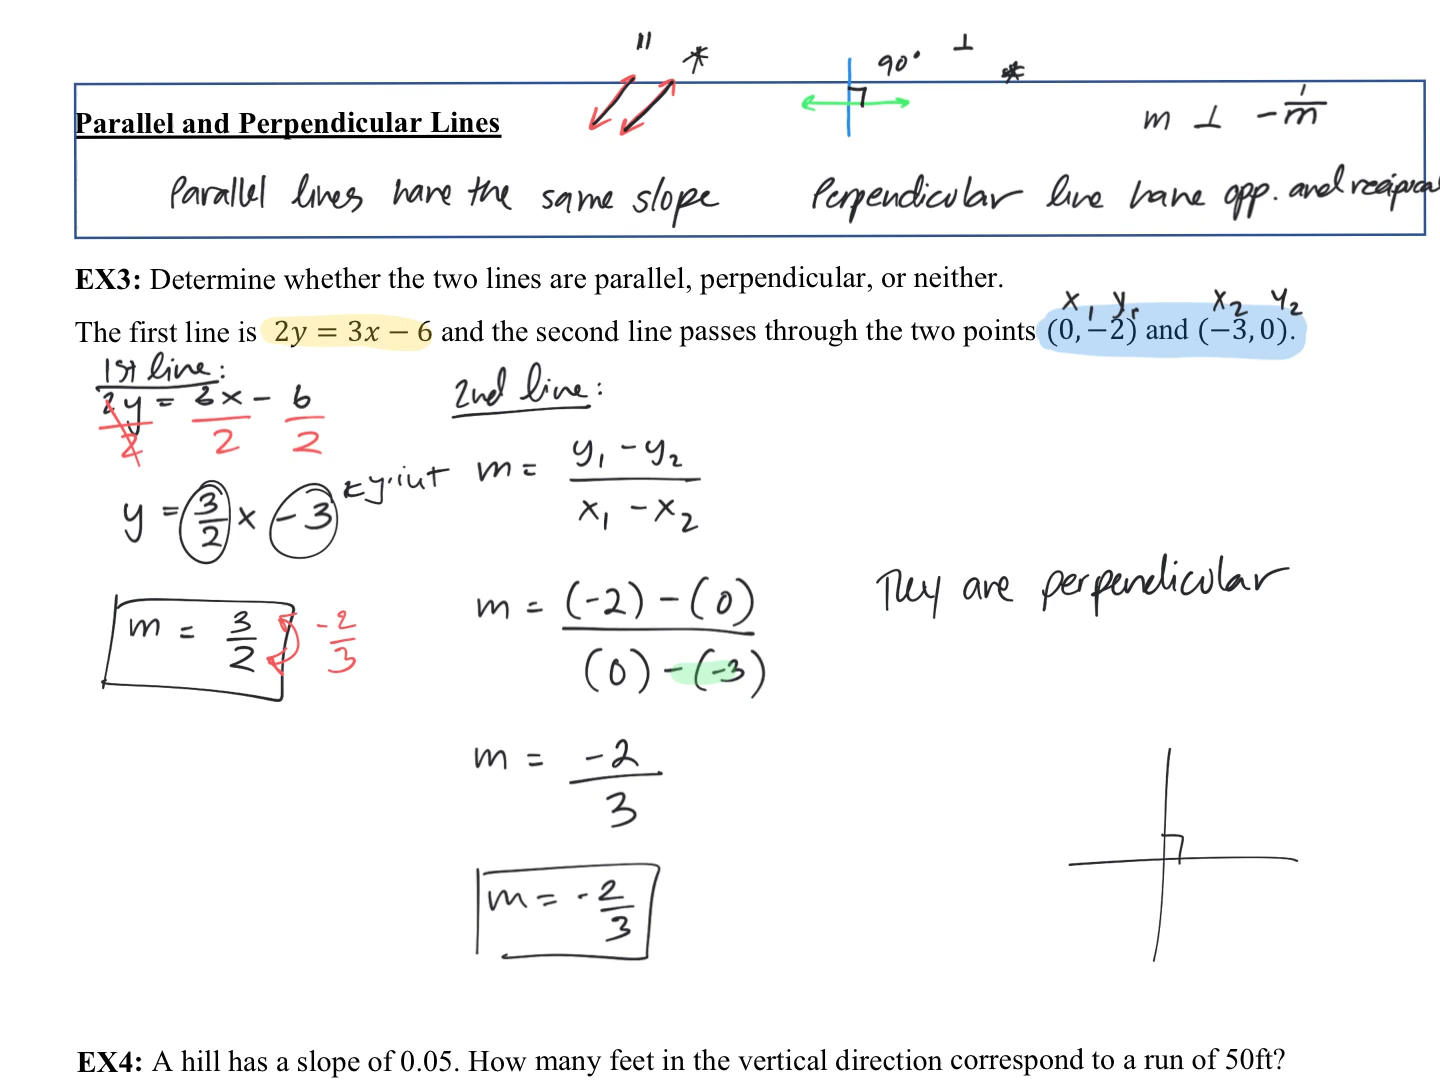 " * 90° ⊥ *
Parallel and Perpendicular Lines m ⊥ -1/m
Parallel lines have the same slope Perpendicular line have opp. and reciprocal
EX3: Determine whether the two lines are parallel, perpendicular, or neither.
x₁ y₁ x₂ y₂
The first line is 2y = 3x − 6 and the second line passes through the two points (0, −2) and (−3, 0).
1st line:
2y/2 = 3x/2 - 6/2
y = 3/2 x - 3 ← y-int
m = 3/2 -2/3
2nd line:
m = (y₁ - y₂)/(x₁ - x₂)
m = ((-2) - (0))/((0) - (-3))
m = -2/3
m = -2/3
They are perpendicular
EX4: A hill has a slope of 0.05. How many feet in the vertical direction correspond to a run of 50ft?